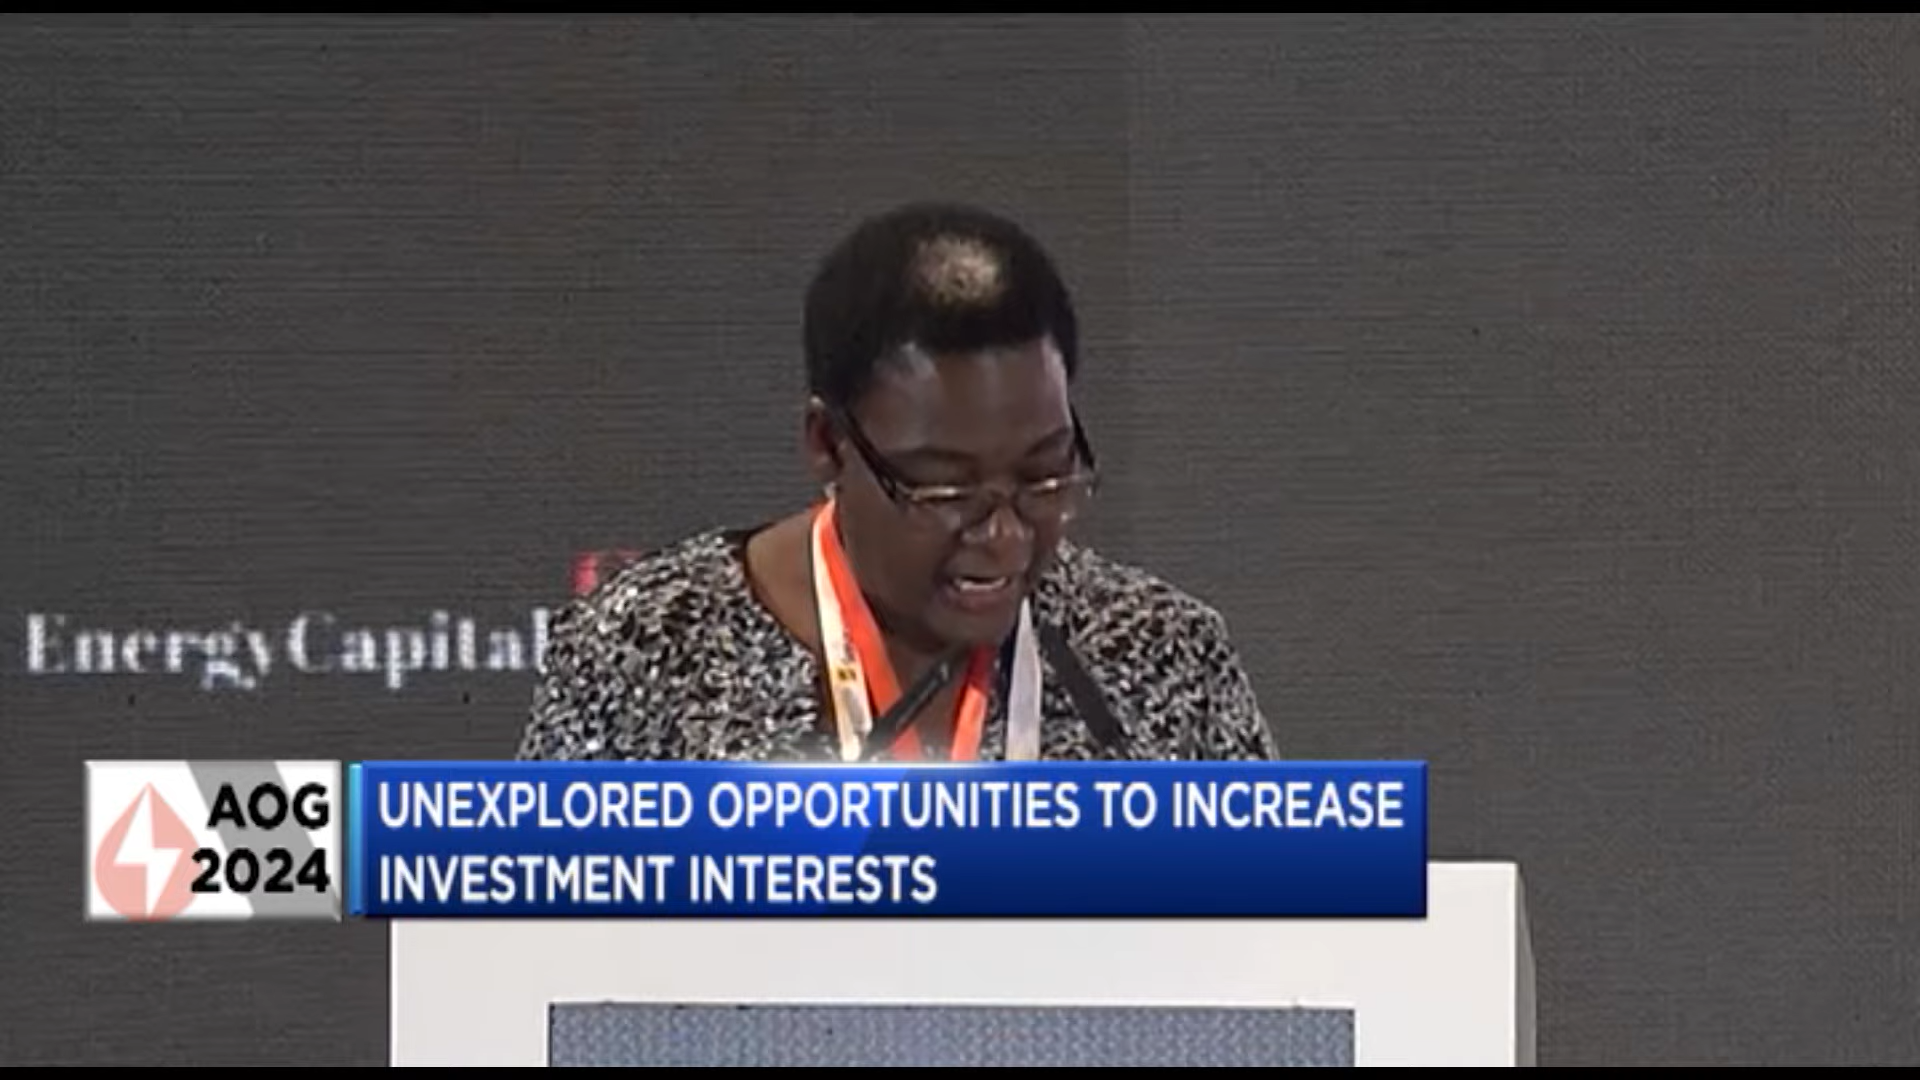 EnergyCapital
AOG
2024
UNEXPLORED OPPORTUNITIES TO INCREASE
INVESTMENT INTERESTS